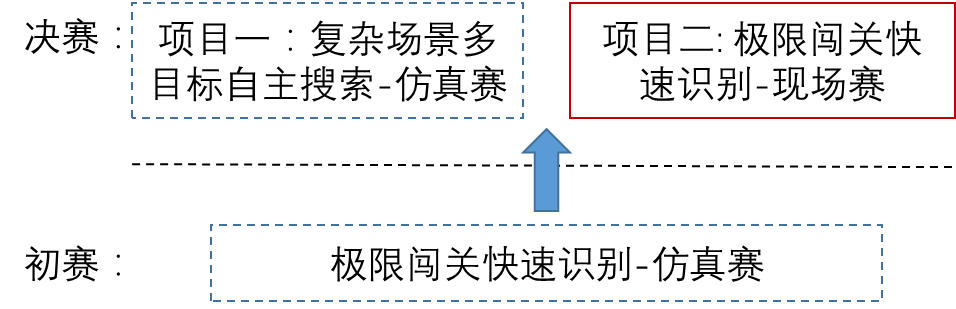 决赛：
项目一：复杂场景多
目标自主搜索-仿真赛
项目二: 极限闯关快
速识别-现场赛
初赛：
极限闯关快速识别-仿真赛